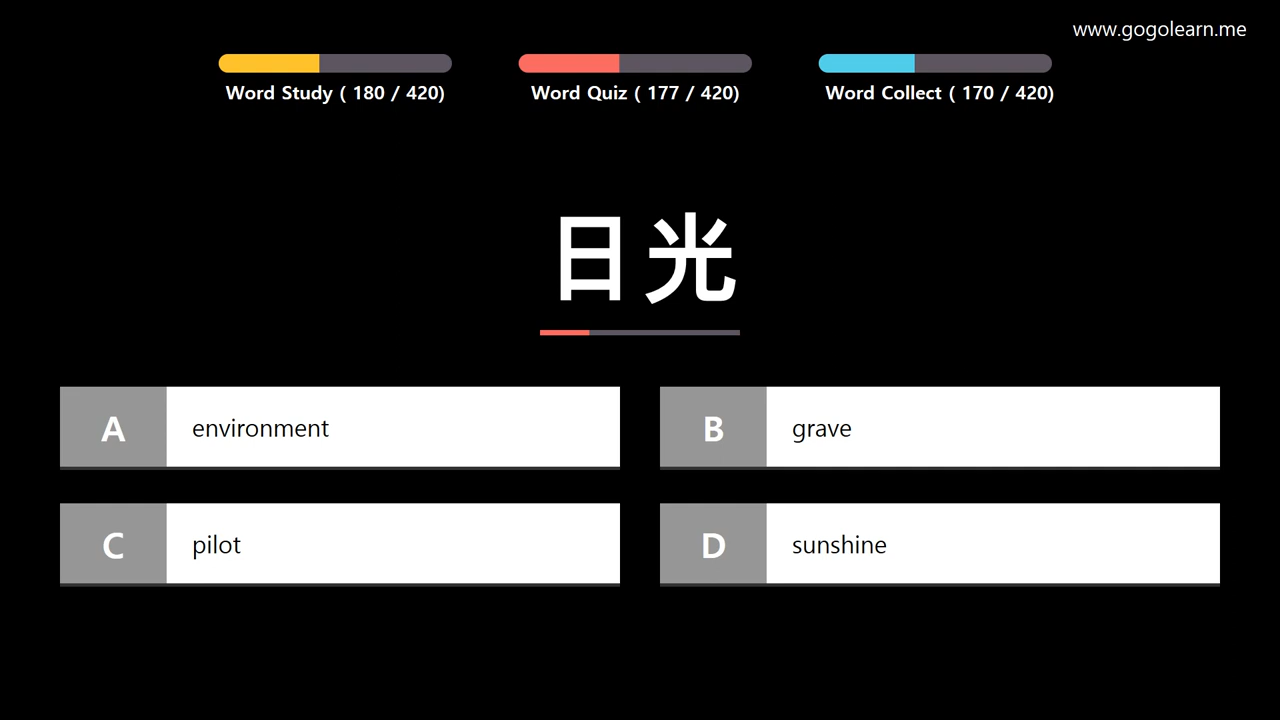 www.gogolearn.me
Word Study ( 180 / 420)
Word Quiz ( 177 / 420)
Word Collect ( 170 / 420)
日光
A environment
B grave
C pilot
D sunshine